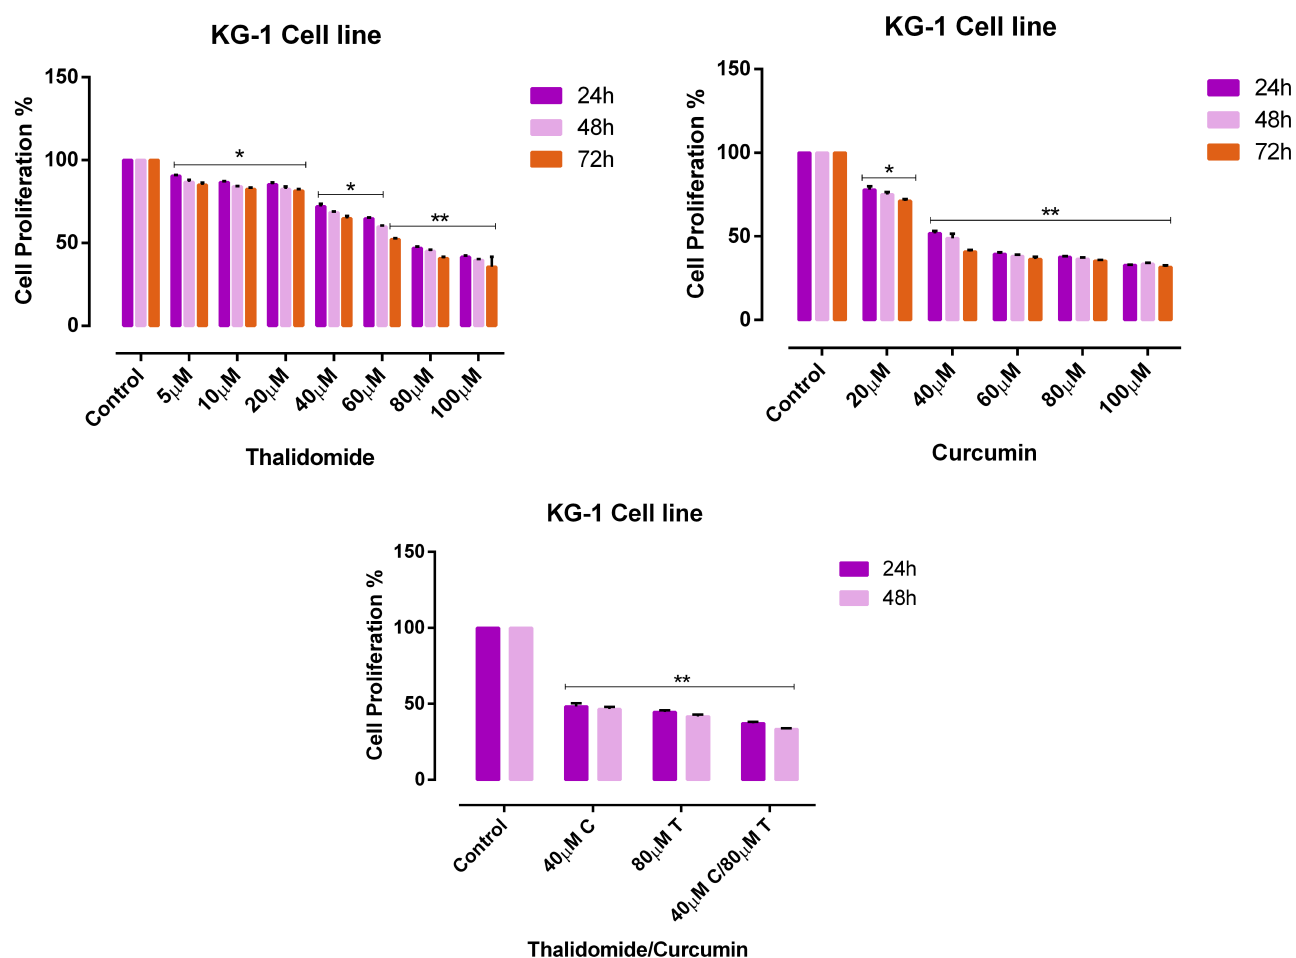 KG-1 Cell line
Cell Proliferation %
150
100
50
0
*
*
**
24h
48h
72h
Control
5μM
10μM
20μM
40μM
60μM
80μM
100μM
Thalidomide
KG-1 Cell line
Cell Proliferation %
150
100
50
0
*
**
24h
48h
72h
Control
20μM
40μM
60μM
80μM
100μM
Curcumin
KG-1 Cell line
Cell Proliferation %
150
100
50
0
**
24h
48h
Control
40μM C
80μM T
40μM C/80μM T
Thalidomide/Curcumin